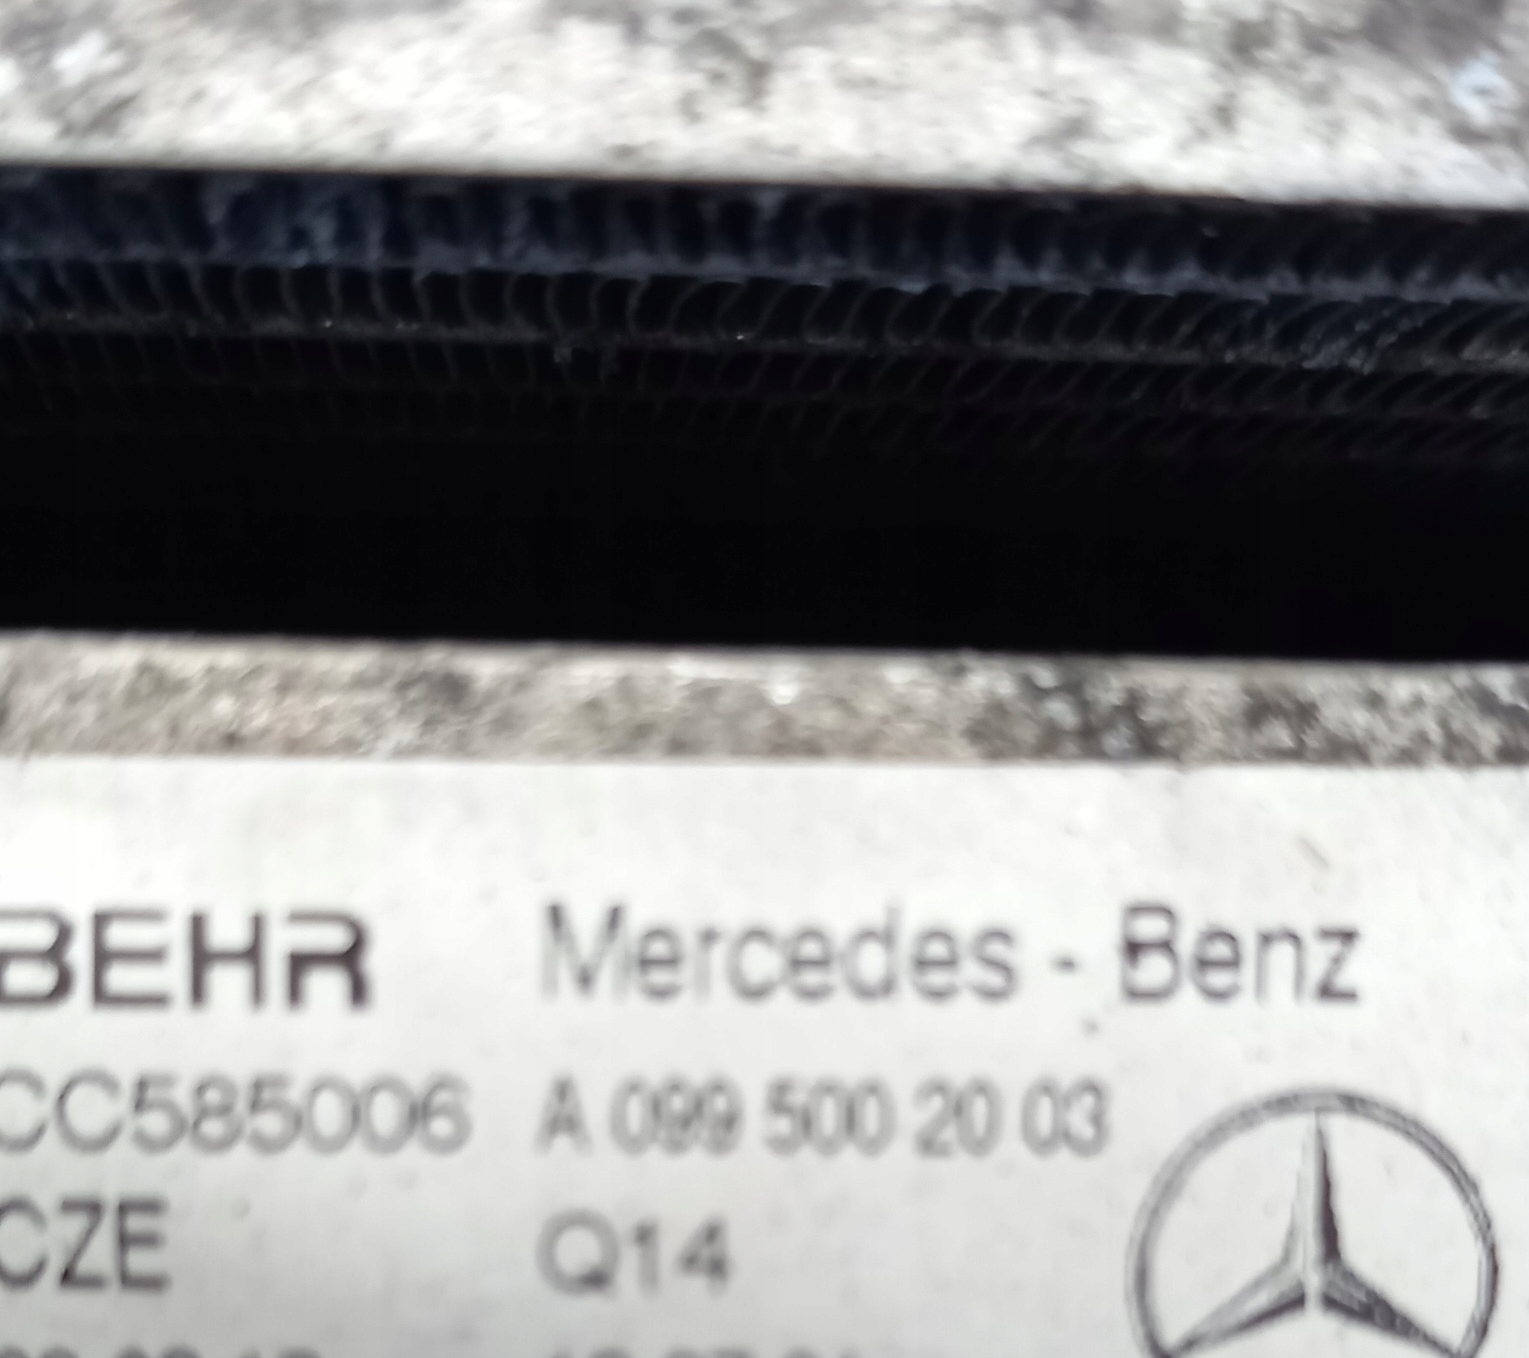 BEHR Mercedes - Benz
CC585006 A 099 500 20 03
CZE Q14